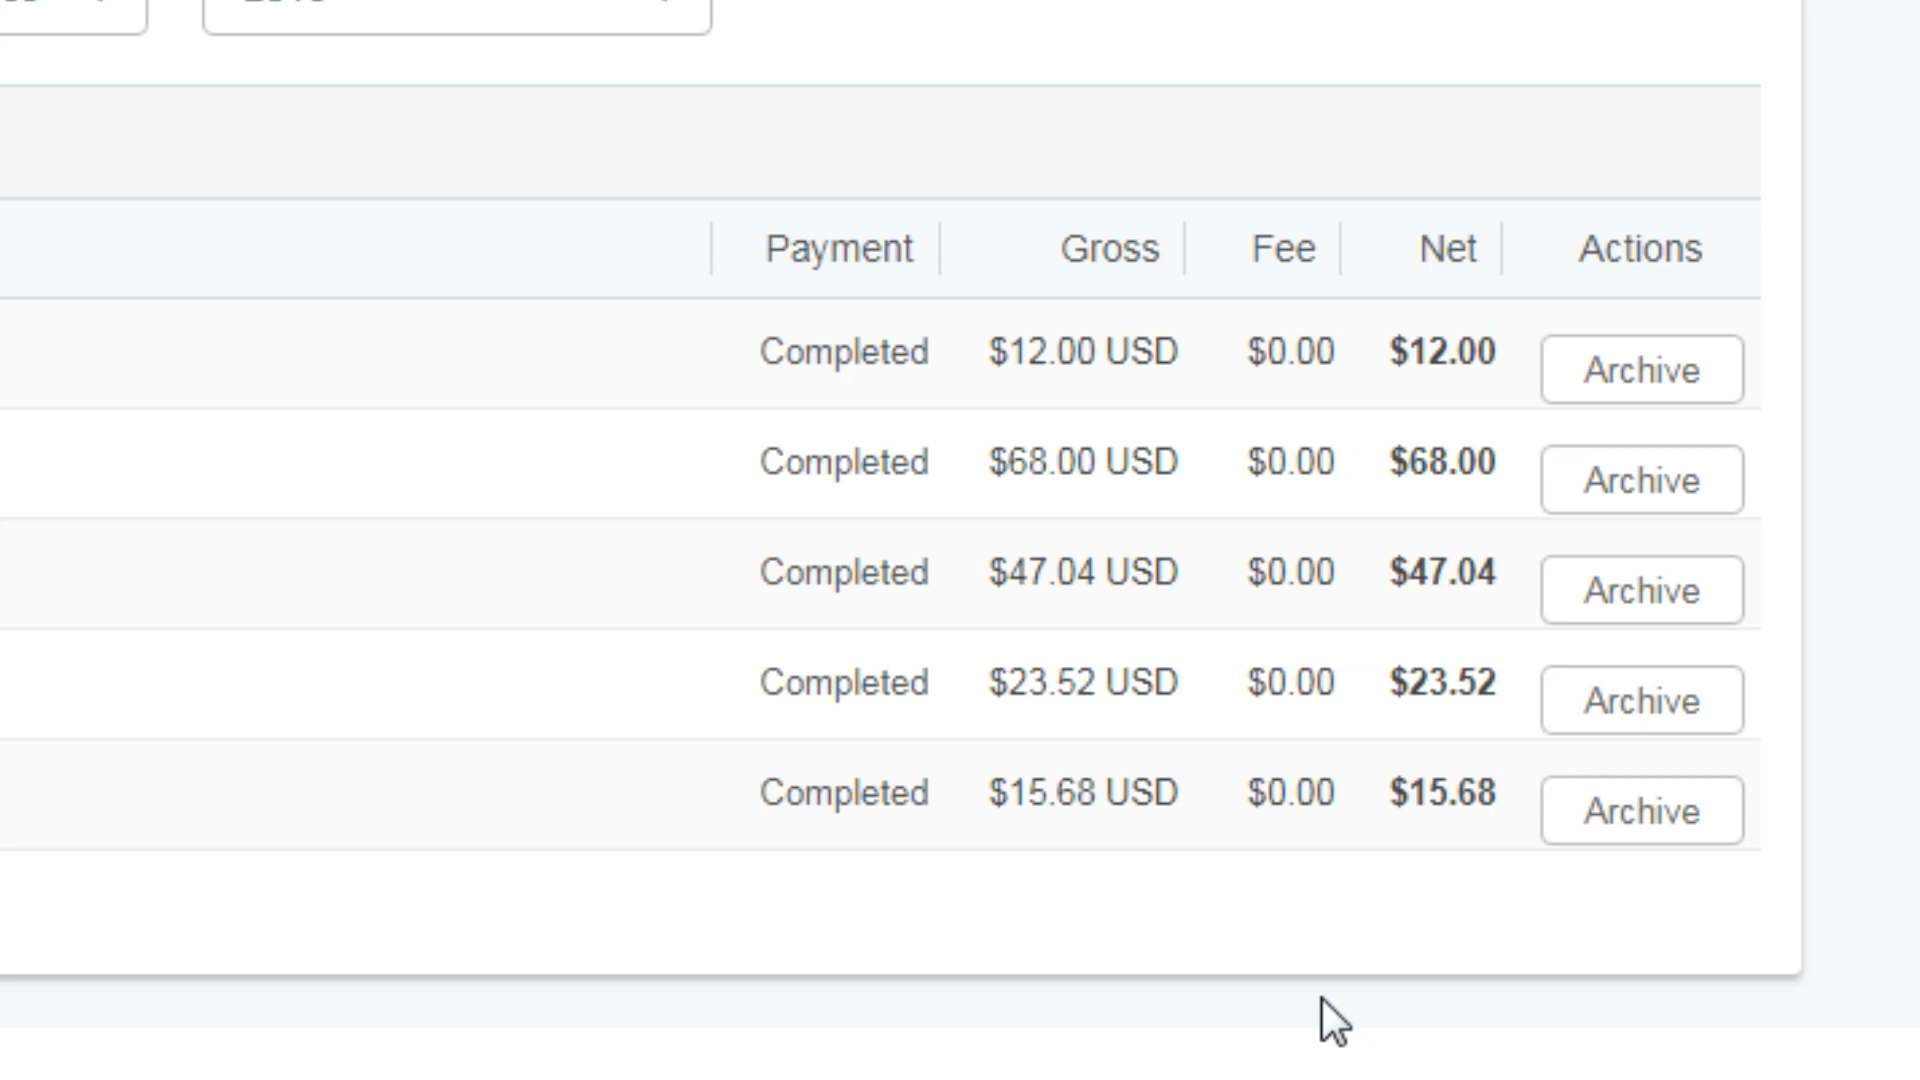 Payment Gross Fee Net Actions
Completed $12.00 USD $0.00 $12.00 Archive
Completed $68.00 USD $0.00 $68.00 Archive
Completed $47.04 USD $0.00 $47.04 Archive
Completed $23.52 USD $0.00 $23.52 Archive
Completed $15.68 USD $0.00 $15.68 Archive